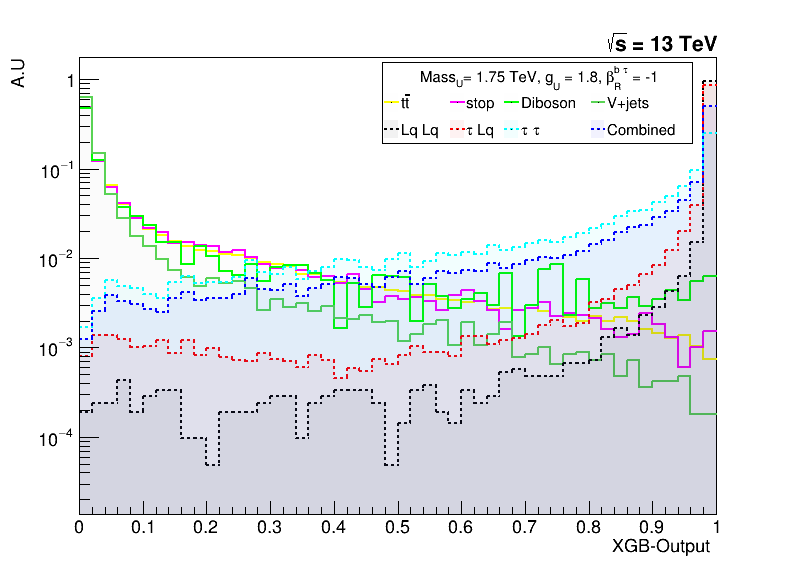 √s = 13 TeV
A.U
Mass_U= 1.75 TeV, g_U = 1.8, β_R^{b τ} = -1
tt̄ stop Diboson V+jets
Lq Lq τ Lq τ τ Combined
1
10⁻¹
10⁻²
10⁻³
10⁻⁴
0 0.1 0.2 0.3 0.4 0.5 0.6 0.7 0.8 0.9 1
XGB-Output